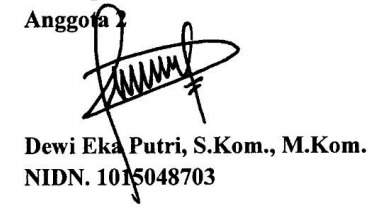 Anggota 2
Dewi Eka Putri, S.Kom., M.Kom.
NIDN. 1015048703